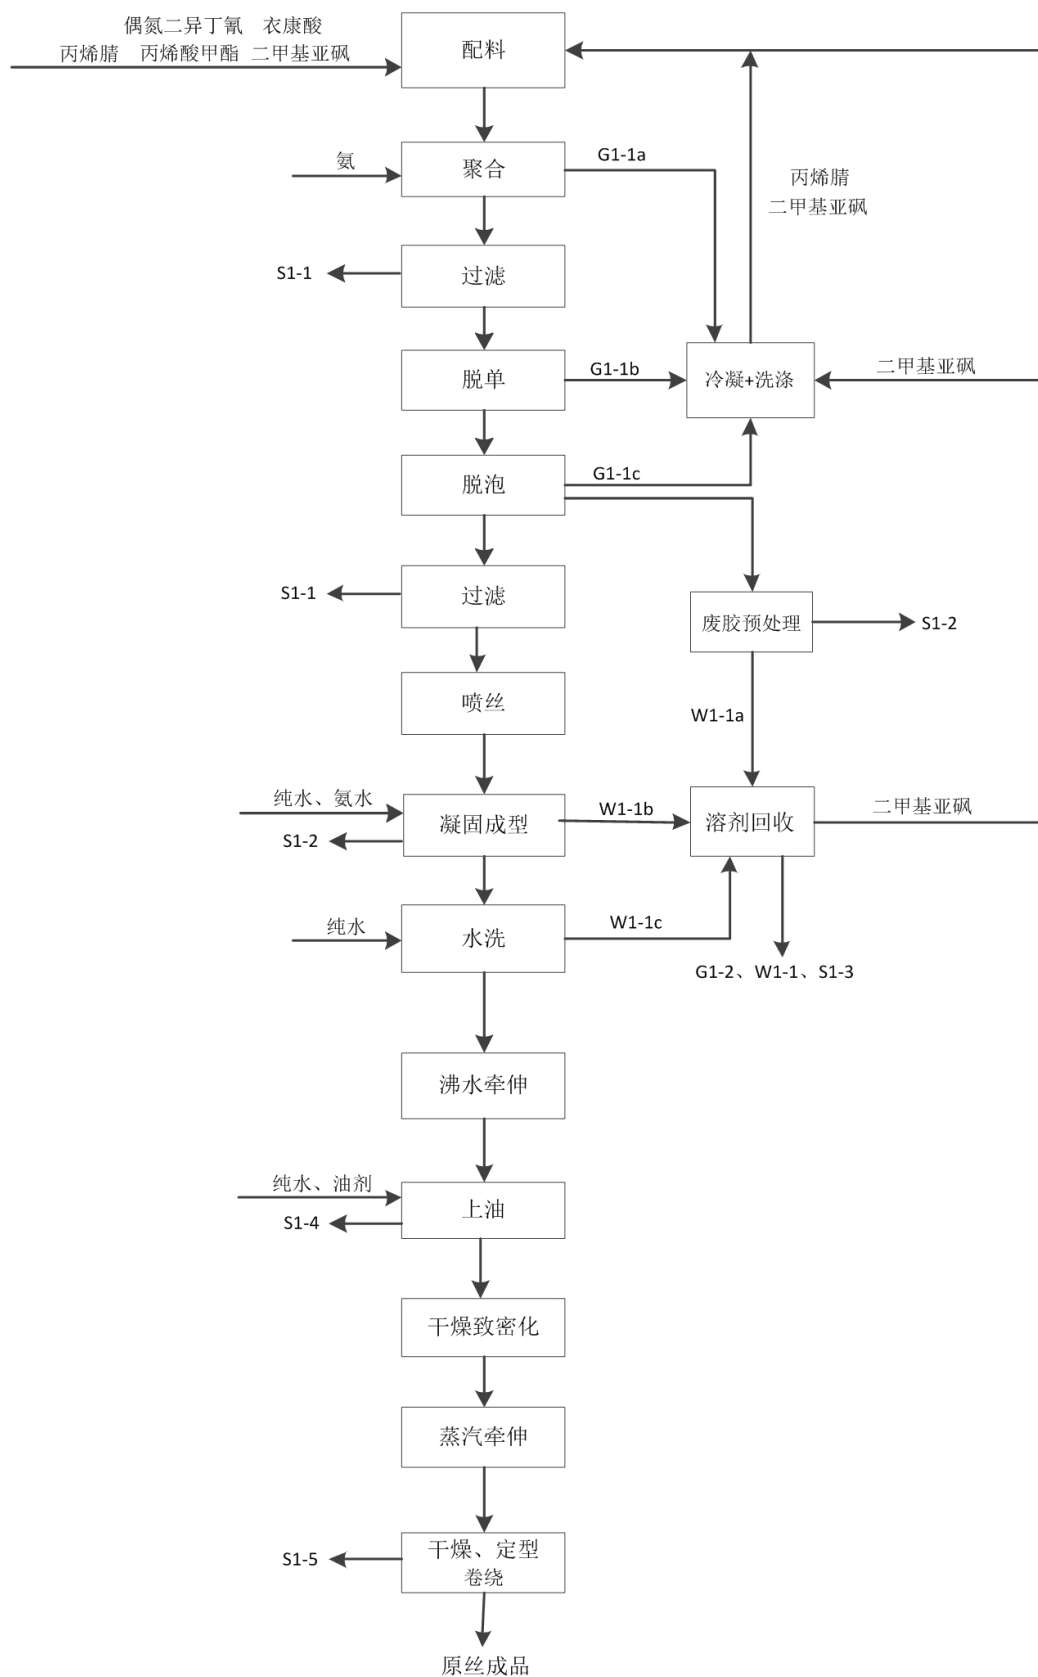 偶氮二异丁氰 衣康酸
丙烯腈 丙烯酸甲酯 二甲基亚砜
配料
氨
聚合
G1-1a
丙烯腈
二甲基亚砜
S1-1
过滤
脱单
G1-1b
冷凝+洗涤
二甲基亚砜
脱泡
G1-1c
S1-1
过滤
废胶预处理
S1-2
喷丝
W1-1a
纯水、氨水
S1-2
凝固成型
W1-1b
溶剂回收
二甲基亚砜
纯水
水洗
W1-1c
G1-2、W1-1、S1-3
沸水牵伸
纯水、油剂
S1-4
上油
干燥致密化
蒸汽牵伸
S1-5
干燥、定型
卷绕
原丝成品